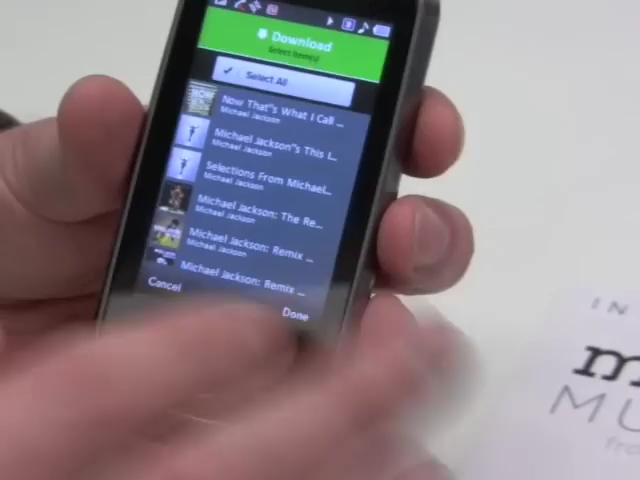 Download
Select Item(s)
Select All
Now That"s What I Call ...
Michael Jackson
Michael Jackson"s This I...
Michael Jackson
Selections From Michael...
Michael Jackson
Michael Jackson: The Re...
Michael Jackson
Michael Jackson: Remix ...
Michael Jackson
Michael Jackson: Remix ...
Cancel
Done
IN
m
MU
fro